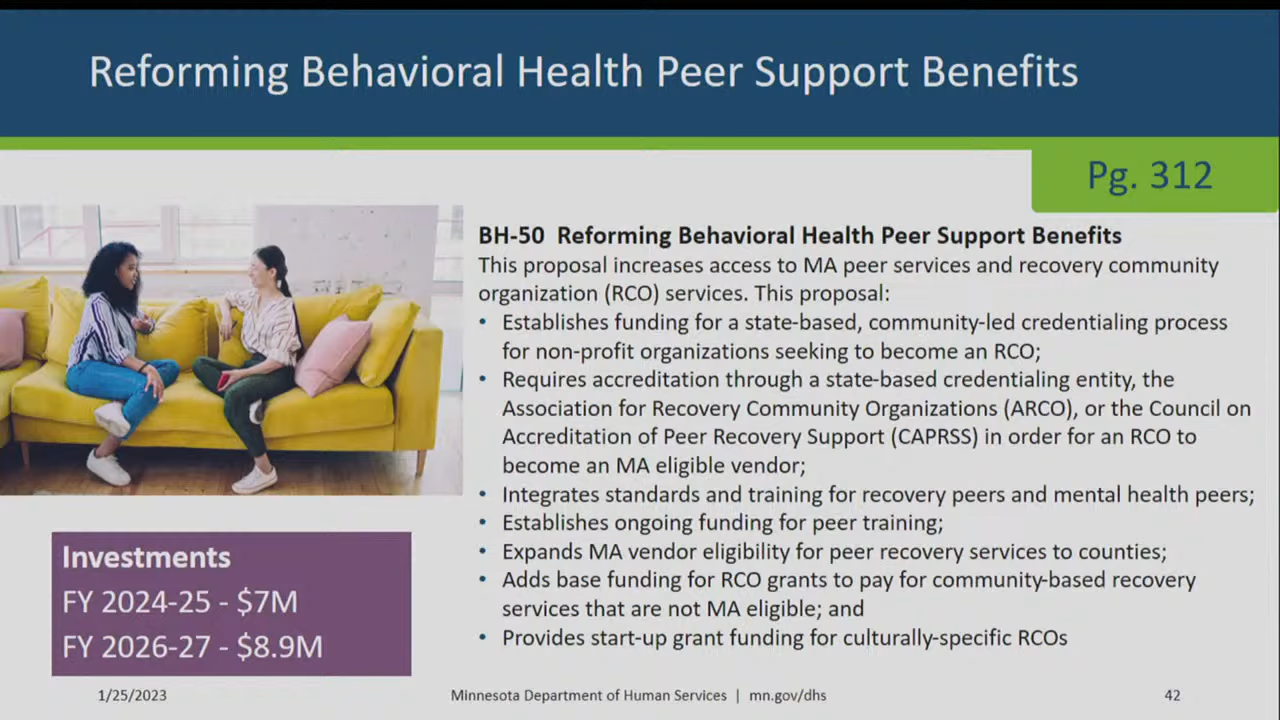 Reforming Behavioral Health Peer Support Benefits
Pg. 312
BH-50 Reforming Behavioral Health Peer Support Benefits
This proposal increases access to MA peer services and recovery community
organization (RCO) services. This proposal:
• Establishes funding for a state-based, community-led credentialing process
for non-profit organizations seeking to become an RCO;
• Requires accreditation through a state-based credentialing entity, the
Association for Recovery Community Organizations (ARCO), or the Council on
Accreditation of Peer Recovery Support (CAPRSS) in order for an RCO to
become an MA eligible vendor;
• Integrates standards and training for recovery peers and mental health peers;
• Establishes ongoing funding for peer training;
• Expands MA vendor eligibility for peer recovery services to counties;
• Adds base funding for RCO grants to pay for community-based recovery
services that are not MA eligible; and
• Provides start-up grant funding for culturally-specific RCOs
Investments
FY 2024-25 - $7M
FY 2026-27 - $8.9M
1/25/2023
Minnesota Department of Human Services | mn.gov/dhs
42